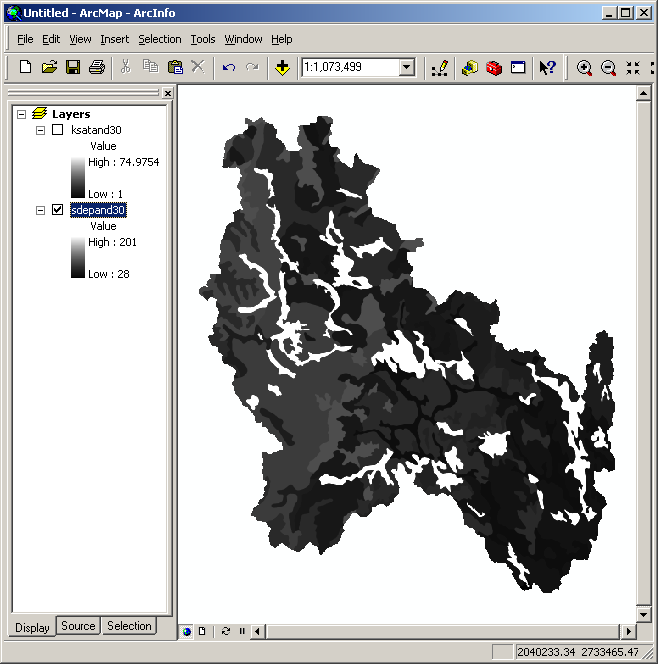 Untitled - ArcMap - ArcInfo
File Edit View Insert Selection Tools Window Help
1:1,073,499
Layers
ksatand30
Value
High : 74.9754
Low : 1
sdepand30
Value
High : 201
Low : 28
Display Source Selection
2040233.34 2733465.47